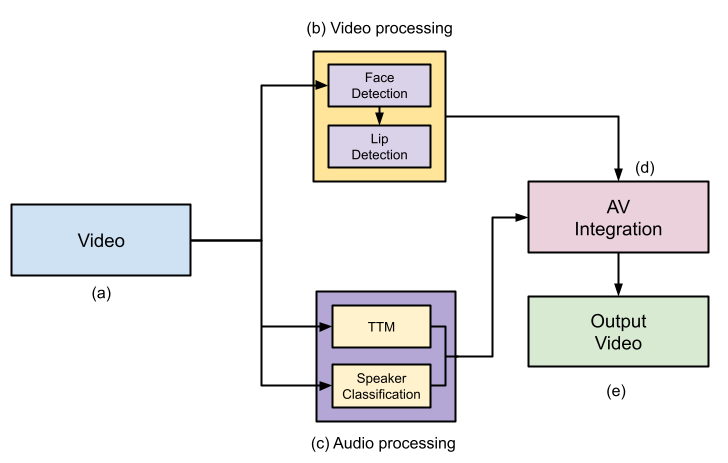 (b) Video processing
Face
Detection
Lip
Detection
(d)
Video
AV
Integration
(a)
TTM
Output
Video
Speaker
Classification
(e)
(c) Audio processing